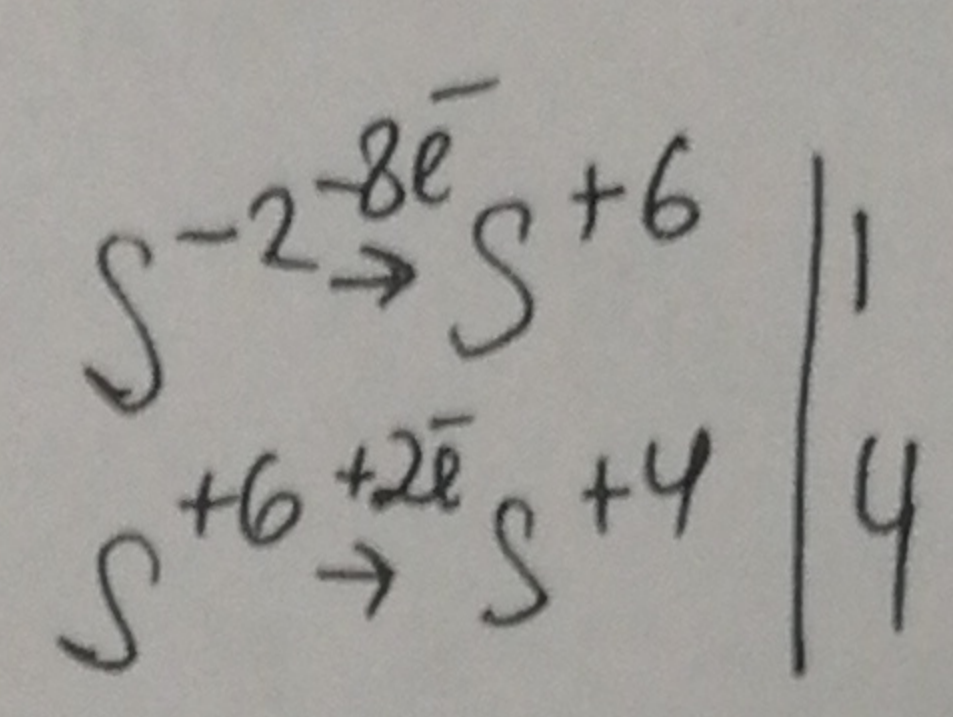 S⁻² -8ē → S⁺⁶ | 1
S⁺⁶ +2ē → S⁺⁴ | 4